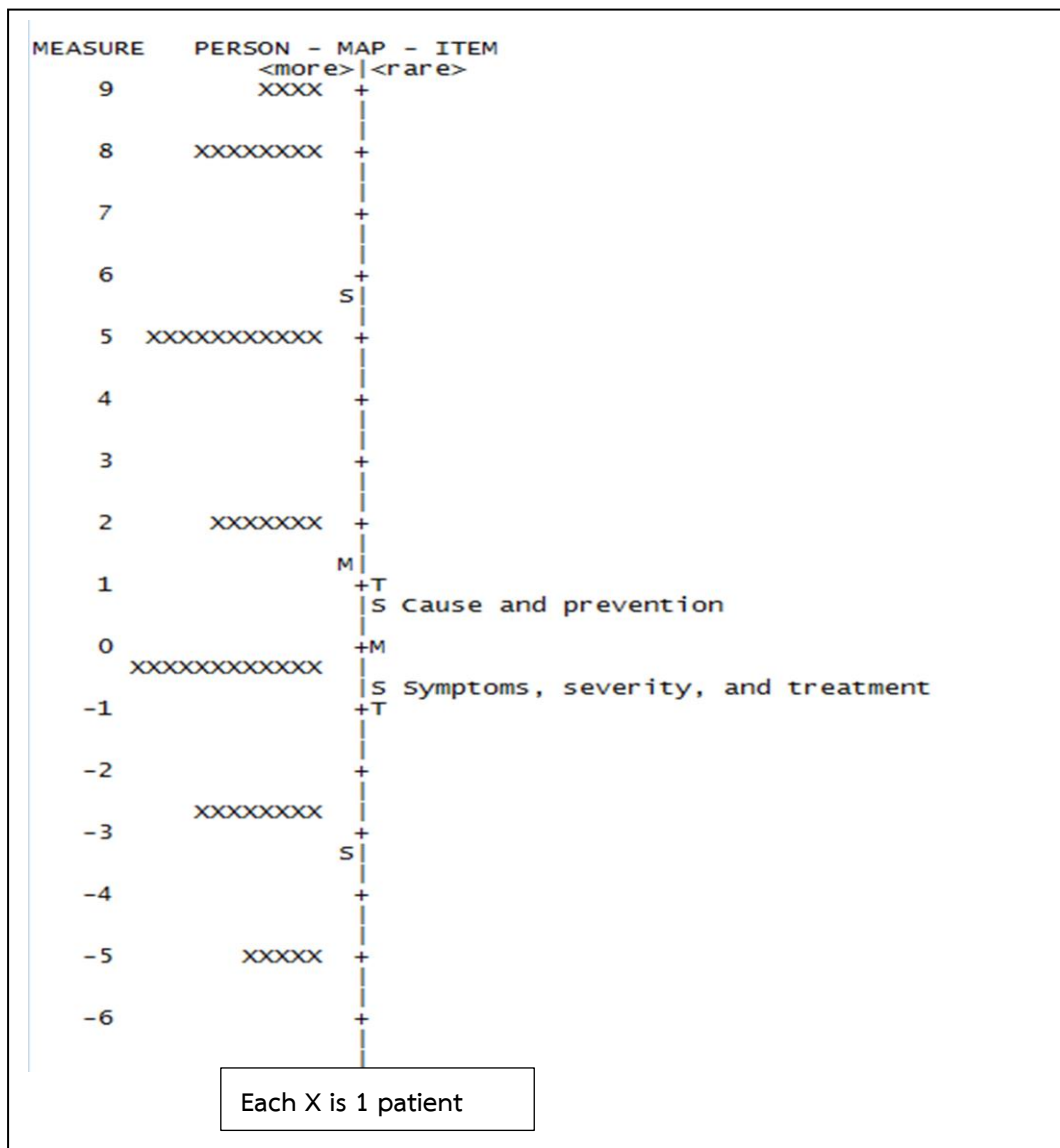 MEASURE PERSON - MAP - ITEM
<more>|<rare>
9 XXXX +
|
|
8 XXXXXXXX +
|
|
7 +
|
|
6 +
S|
|
5 XXXXXXXXXXX +
|
|
4 +
|
|
3 +
|
|
2 XXXXXXX +
|
M|
1 +T
|S Cause and prevention
|
0 +M
XXXXXXXXXXXX |
|S Symptoms, severity, and treatment
-1 +T
|
|
-2 +
|
XXXXXXXX |
-3 +
S|
|
-4 +
|
|
-5 XXXXX +
|
|
-6 +
|
|
Each X is 1 patient